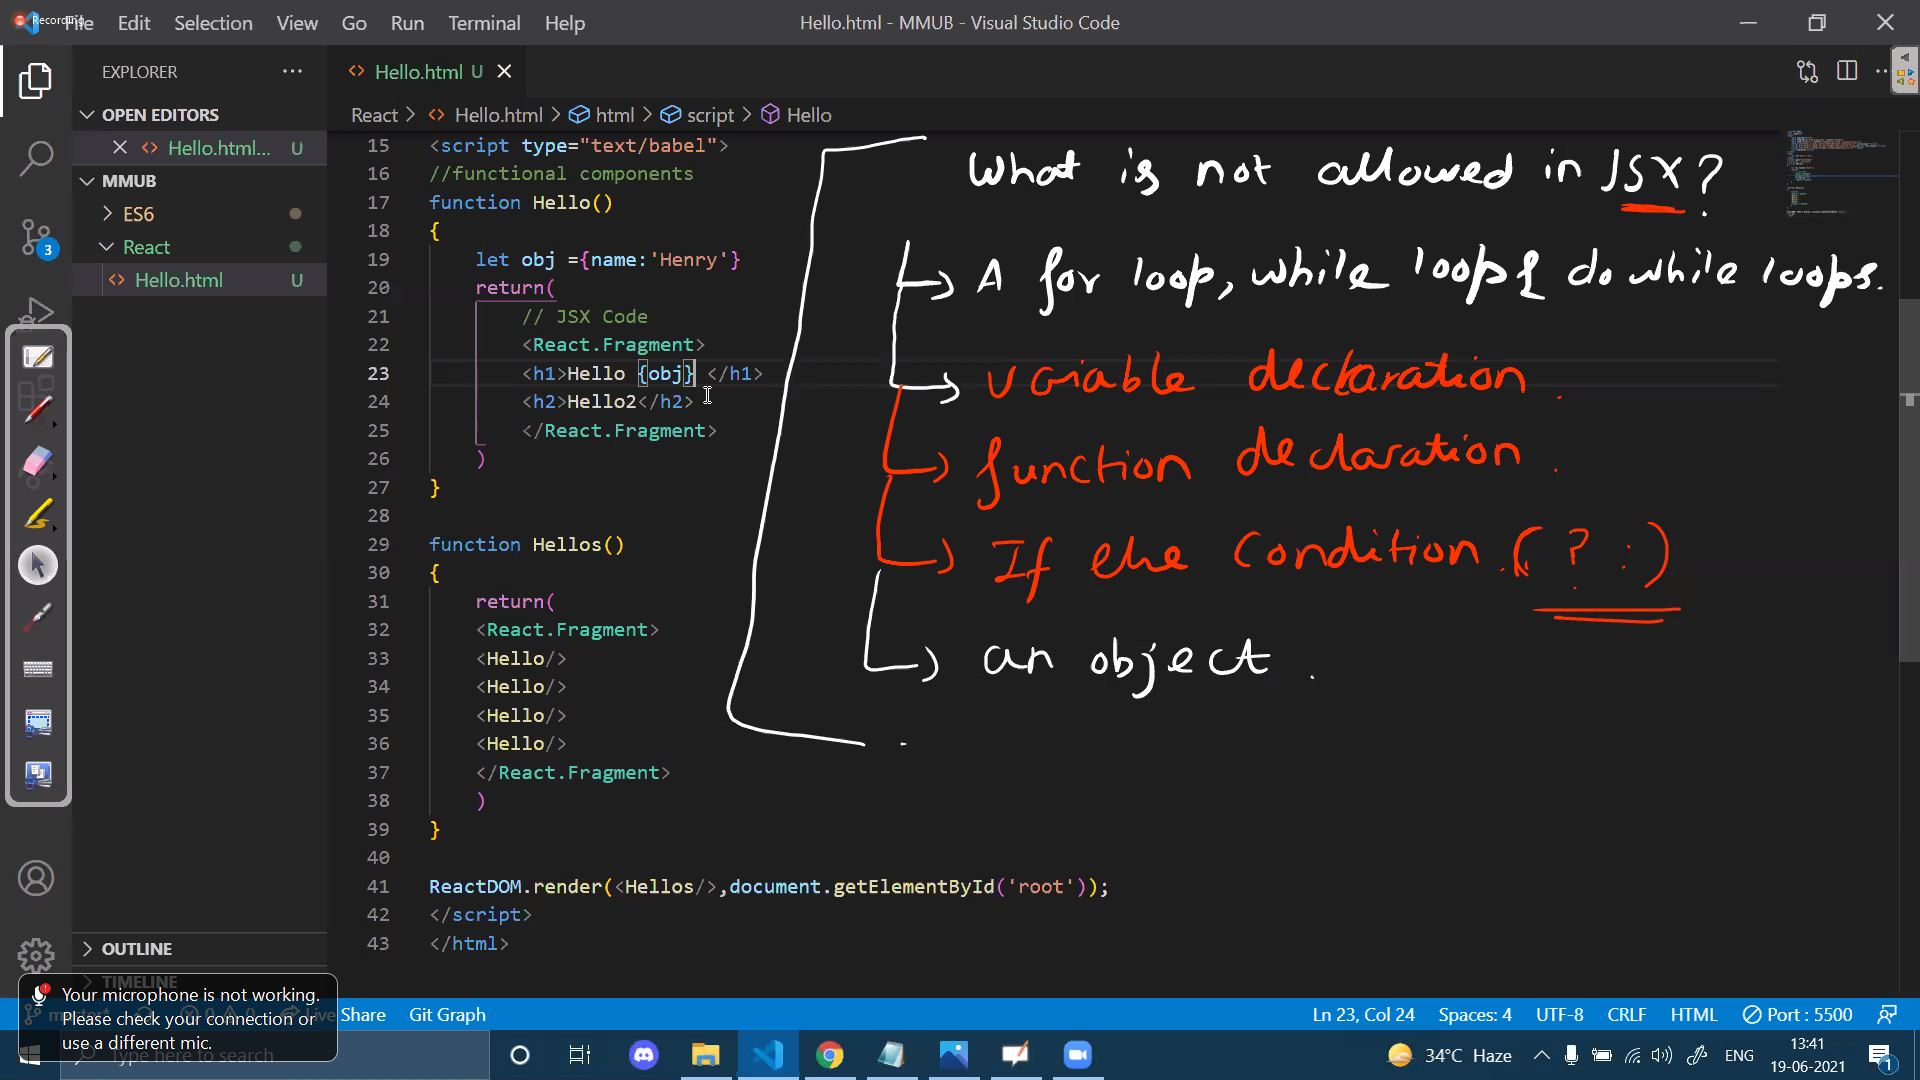 Recording
File Edit Selection View Go Run Terminal Help
Hello.html - MMUB - Visual Studio Code
EXPLORER
OPEN EDITORS
Hello.html... U
MMUB
ES6
React
Hello.html U
3
OUTLINE
TIMELINE
Hello.html U
React > Hello.html > html > script > Hello
15 <script type="text/babel">
16 //functional components
17 function Hello()
18 {
19 let obj ={name:'Henry'}
20 return(
21 // JSX Code
22 <React.Fragment>
23 <h1>Hello {obj} </h1>
24 <h2>Hello2</h2>
25 </React.Fragment>
26 )
27 }
28
29 function Hellos()
30 {
31 return(
32 <React.Fragment>
33 <Hello/>
34 <Hello/>
35 <Hello/>
36 <Hello/>
37 </React.Fragment>
38 )
39 }
40
41 ReactDOM.render(<Hellos/>,document.getElementById('root'));
42 </script>
43 </html>
What is not allowed in JSX?
A for loop, while loop & do while loops.
variable declaration.
function declaration.
If else condition. ( ? : )
an object.
Your microphone is not working.
Please check your connection or
use a different mic.
Share Git Graph
Ln 23, Col 24 Spaces: 4 UTF-8 CRLF HTML Port : 5500
Type here to search
34°C Haze ENG 13:41
19-06-2021
1